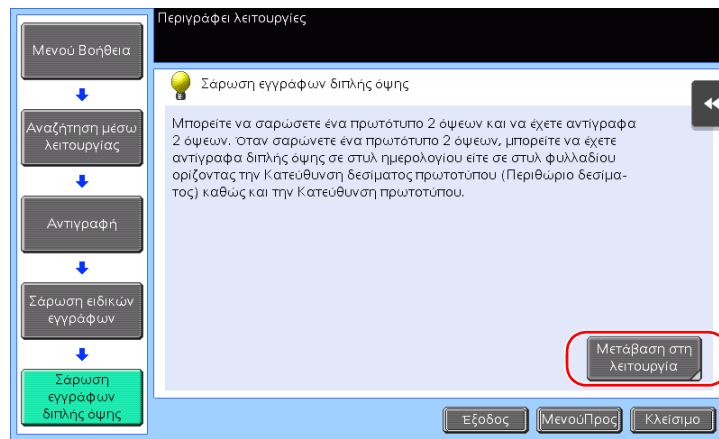 Περιγράφει λειτουργίες
Μενού Βοήθεια
Αναζήτηση μέσω
λειτουργίας
Αντιγραφή
Σάρωση ειδικών
εγγράφων
Σάρωση
εγγράφων
διπλής όψης
Σάρωση εγγράφων διπλής όψης
Μπορείτε να σαρώσετε ένα πρωτότυπο 2 όψεων και να έχετε αντίγραφα
2 όψεων. Όταν σαρώνετε ένα πρωτότυπο 2 όψεων, μπορείτε να έχετε
αντίγραφα διπλής όψης σε στυλ ημερολογίου είτε σε στυλ φυλλαδίου
ορίζοντας την Κατεύθυνση δεσίματος πρωτοτύπου (Περιθώριο δεσίμα-
τος) καθώς και την Κατεύθυνση πρωτοτύπου.
Μετάβαση στη
λειτουργία
Έξοδος
ΜενούΠρος
Κλείσιμο